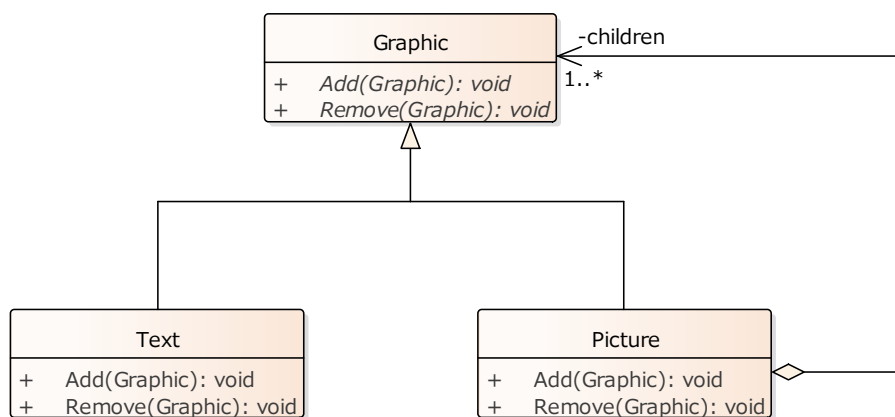 Graphic
-children
1..*
+ Add(Graphic): void
+ Remove(Graphic): void
Text
+ Add(Graphic): void
+ Remove(Graphic): void
Picture
+ Add(Graphic): void
+ Remove(Graphic): void